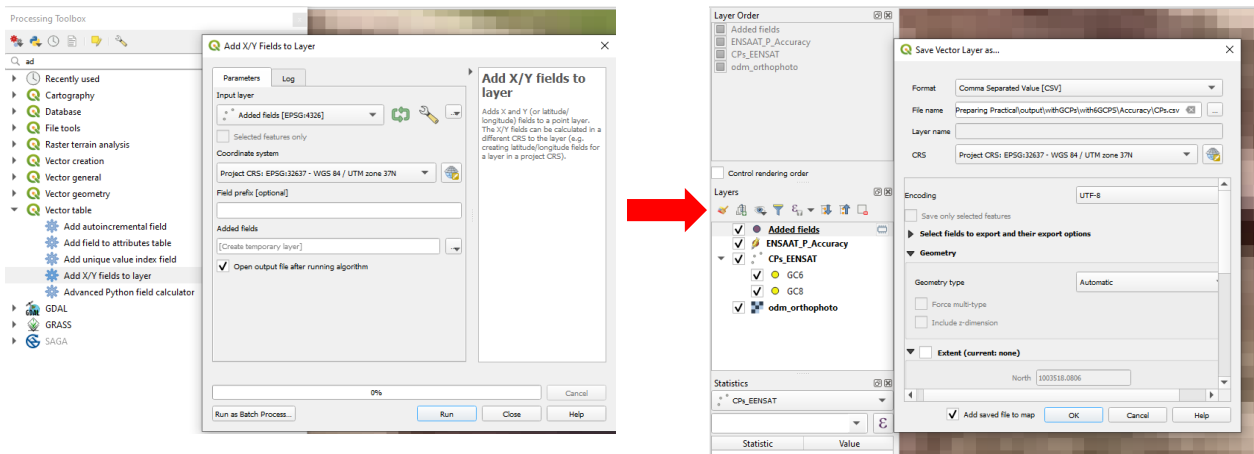 Processing Toolbox
ad
Recently used
Cartography
Database
File tools
Raster terrain analysis
Vector creation
Vector general
Vector geometry
Vector table
Add autoincremental field
Add field to attributes table
Add unique value index field
Add X/Y fields to layer
Advanced Python field calculator
GDAL
GRASS
SAGA
Add X/Y Fields to Layer
Parameters
Log
Input layer
Added fields [EPSG:4326]
Selected features only
Coordinate system
Project CRS: EPSG:32637 - WGS 84 / UTM zone 37N
Field prefix [optional]
Added fields
[Create temporary layer]
Open output file after running algorithm
Add X/Y fields to
layer
Adds X and Y (or latitude/
longitude) fields to a point layer.
The X/Y fields can be calculated in a
different CRS to the layer (e.g.
creating latitude/longitude fields for
a layer in a project CRS).
0%
Cancel
Run as Batch Process...
Run
Close
Help
Layer Order
Added fields
ENSAAT_P_Accuracy
CPs_EENSAT
odm_orthophoto
Control rendering order
Layers
Added fields
ENSAAT_P_Accuracy
CPs_EENSAT
GC6
GC8
odm_orthophoto
Statistics
CPs_EENSAT
ε
Statistic
Value
Save Vector Layer as...
Format
Comma Separated Value [CSV]
File name
Preparing Practical\output\withGCPs\with6GCPS\Accuracy\CPs.csv
Layer name
CRS
Project CRS: EPSG:32637 - WGS 84 / UTM zone 37N
Encoding
UTF-8
Save only selected features
Select fields to export and their export options
Geometry
Geometry type
Automatic
Force multi-type
Include z-dimension
Extent (current: none)
North
1003518.0806
Add saved file to map
OK
Cancel
Help